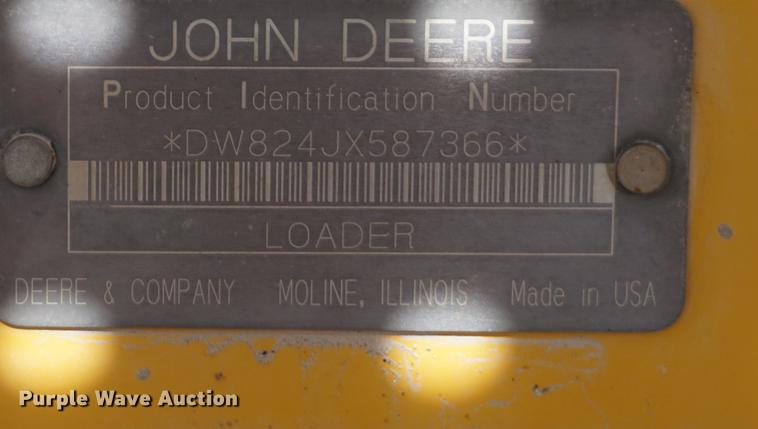 JOHN DEERE
Product Identification Number
*DW824JX587366*
LOADER
DEERE & COMPANY MOLINE, ILLINOIS Made in USA
Purple Wave Auction